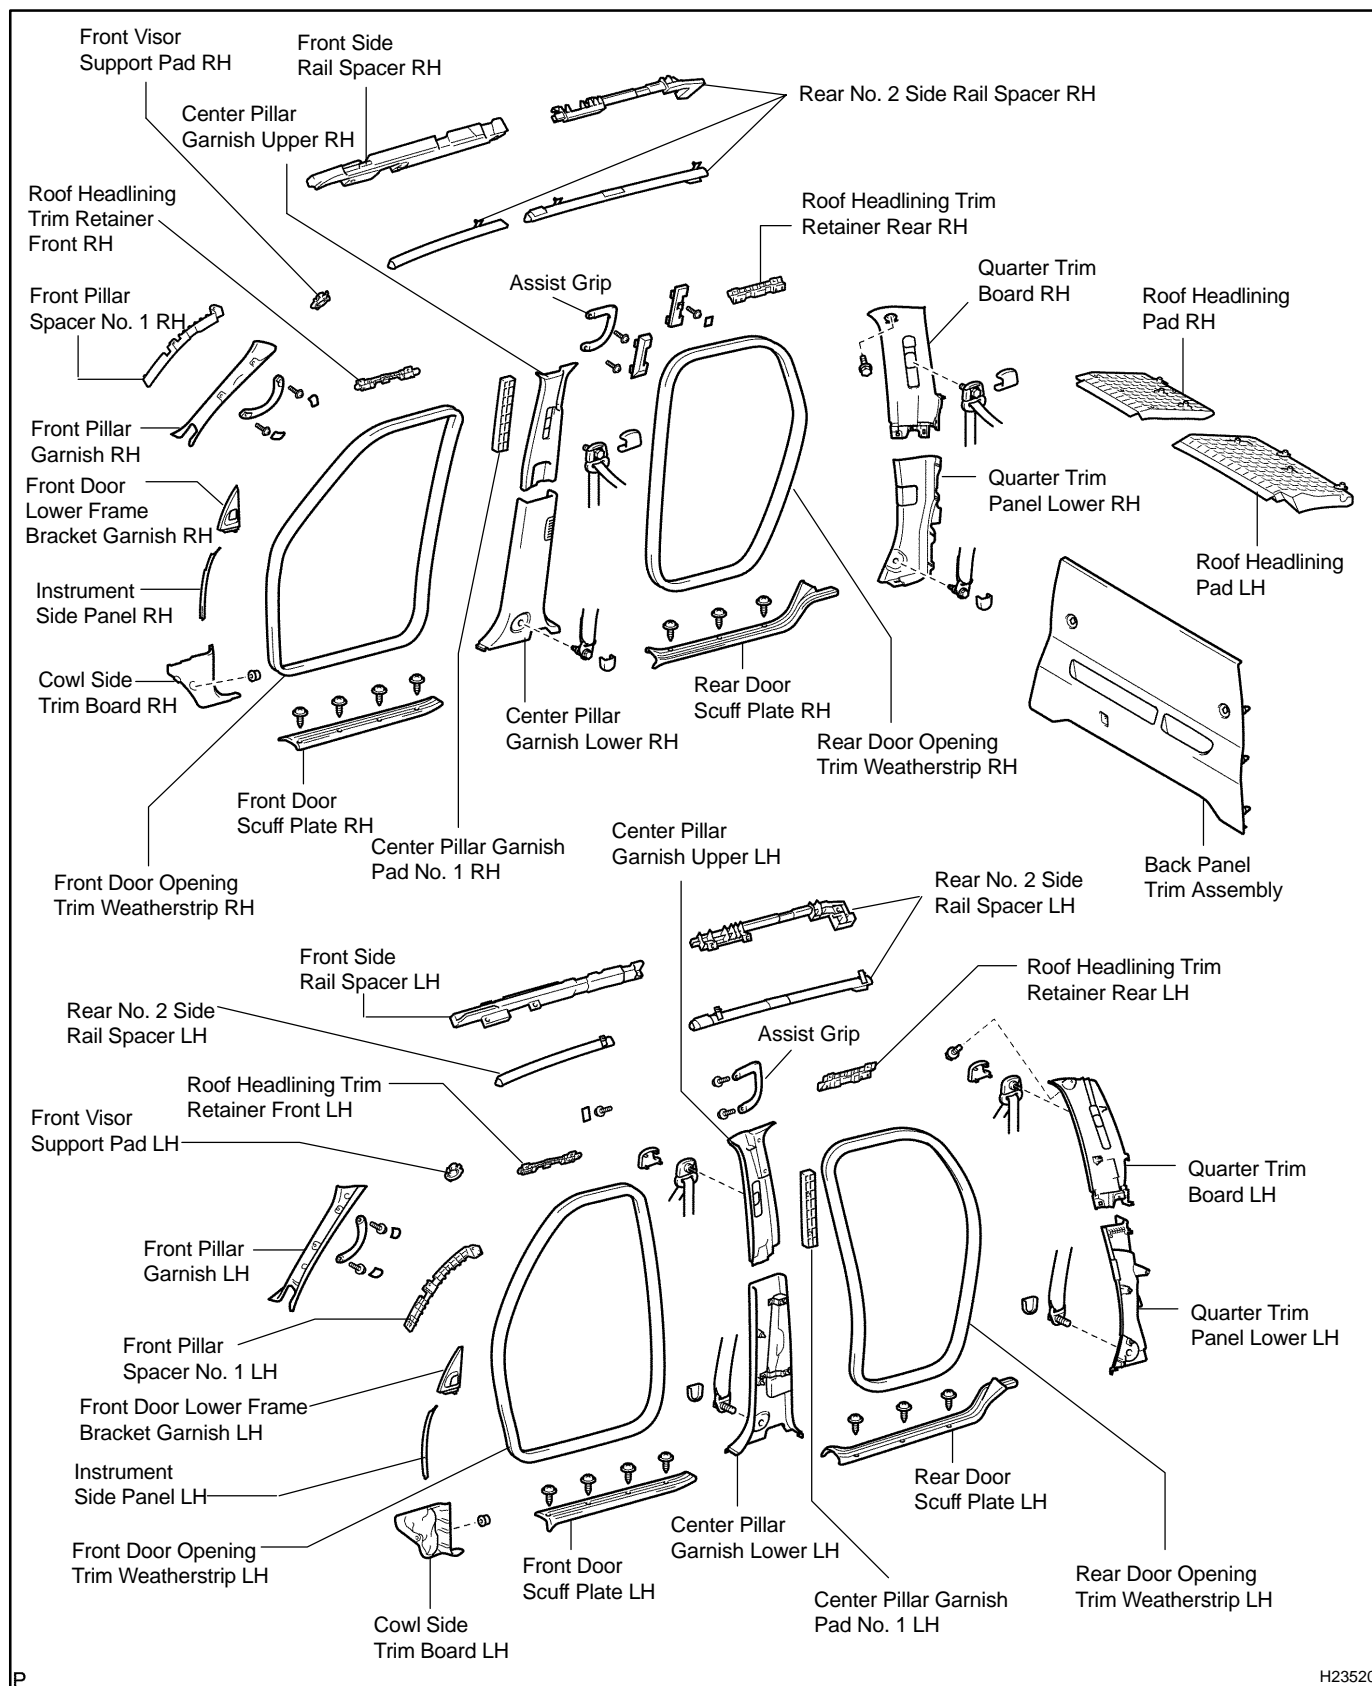 Front Visor
Support Pad RH
Front Side
Rail Spacer RH
Rear No. 2 Side Rail Spacer RH
Center Pillar
Garnish Upper RH
Roof Headlining
Trim Retainer
Front RH
Roof Headlining Trim
Retainer Rear RH
Assist Grip
Quarter Trim
Board RH
Roof Headlining
Pad RH
Front Pillar
Spacer No. 1 RH
Front Pillar
Garnish RH
Front Door
Lower Frame
Bracket Garnish RH
Quarter Trim
Panel Lower RH
Roof Headlining
Pad LH
Instrument
Side Panel RH
Cowl Side
Trim Board RH
Rear Door
Scuff Plate RH
Center Pillar
Garnish Lower RH
Rear Door Opening
Trim Weatherstrip RH
Front Door
Scuff Plate RH
Center Pillar Garnish
Pad No. 1 RH
Center Pillar
Garnish Upper LH
Back Panel
Trim Assembly
Front Door Opening
Trim Weatherstrip RH
Rear No. 2 Side
Rail Spacer LH
Front Side
Rail Spacer LH
Roof Headlining Trim
Retainer Rear LH
Rear No. 2 Side
Rail Spacer LH
Assist Grip
Roof Headlining Trim
Retainer Front LH
Front Visor
Support Pad LH
Quarter Trim
Board LH
Front Pillar
Garnish LH
Quarter Trim
Panel Lower LH
Front Pillar
Spacer No. 1 LH
Front Door Lower Frame
Bracket Garnish LH
Instrument
Side Panel LH
Rear Door
Scuff Plate LH
Center Pillar
Garnish Lower LH
Front Door Opening
Trim Weatherstrip LH
Front Door
Scuff Plate LH
Rear Door Opening
Trim Weatherstrip LH
Center Pillar Garnish
Pad No. 1 LH
Cowl Side
Trim Board LH
P
H23520